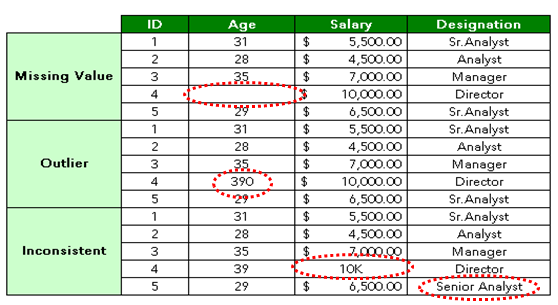 ID Age Salary Designation
Missing Value
1 31 $ 5,500.00 Sr.Analyst
2 28 $ 4,500.00 Analyst
3 35 $ 7,000.00 Manager
4 $ 10,000.00 Director
5 29 $ 6,500.00 Sr.Analyst
Outlier
1 31 $ 5,500.00 Sr.Analyst
2 28 $ 4,500.00 Analyst
3 35 $ 7,000.00 Manager
4 390 $ 10,000.00 Director
5 29 $ 6,500.00 Sr.Analyst
Inconsistent
1 31 $ 5,500.00 Sr.Analyst
2 28 $ 4,500.00 Analyst
3 35 $ 7,000.00 Manager
4 39 10K Director
5 29 $ 6,500.00 Senior Analyst